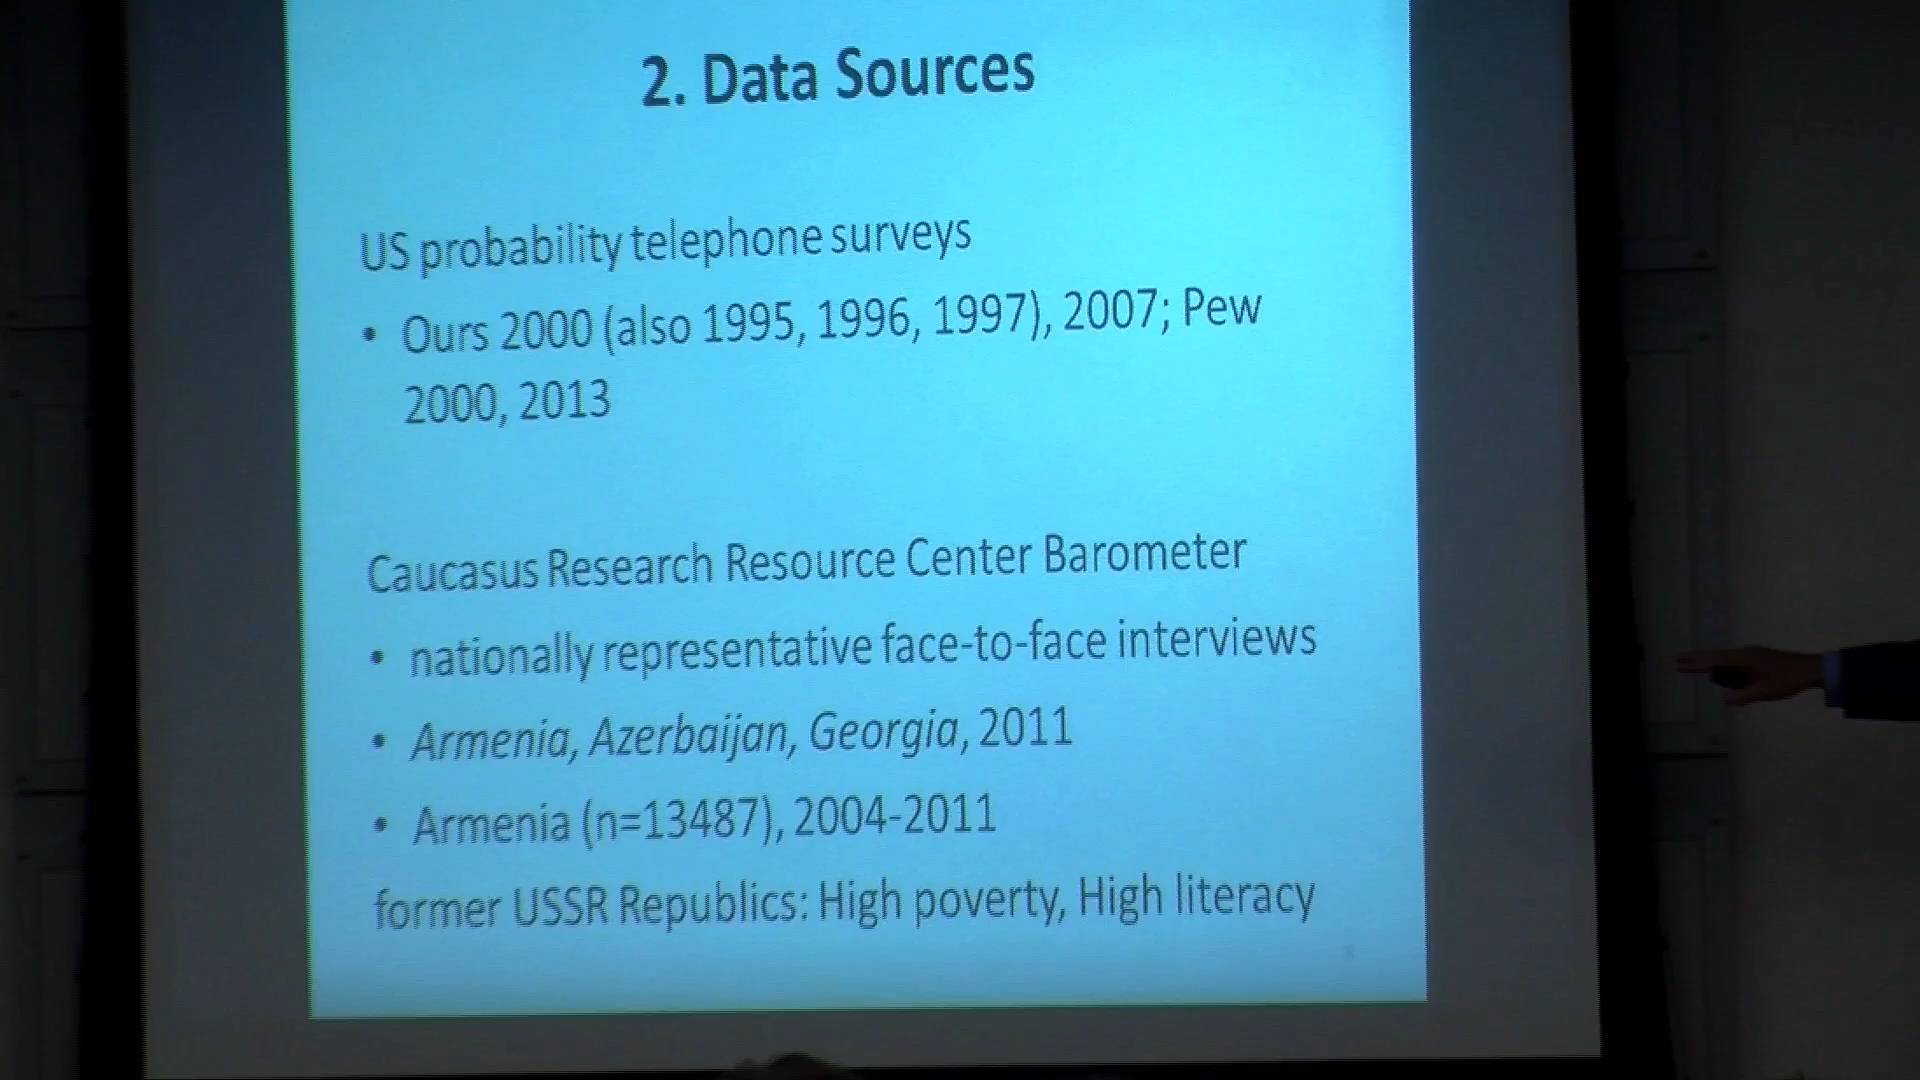 2. Data Sources
US probability telephone surveys
• Ours 2000 (also 1995, 1996, 1997), 2007; Pew
2000, 2013
Caucasus Research Resource Center Barometer
• nationally representative face-to-face interviews
• Armenia, Azerbaijan, Georgia, 2011
• Armenia (n=13487), 2004-2011
former USSR Republics: High poverty, High literacy